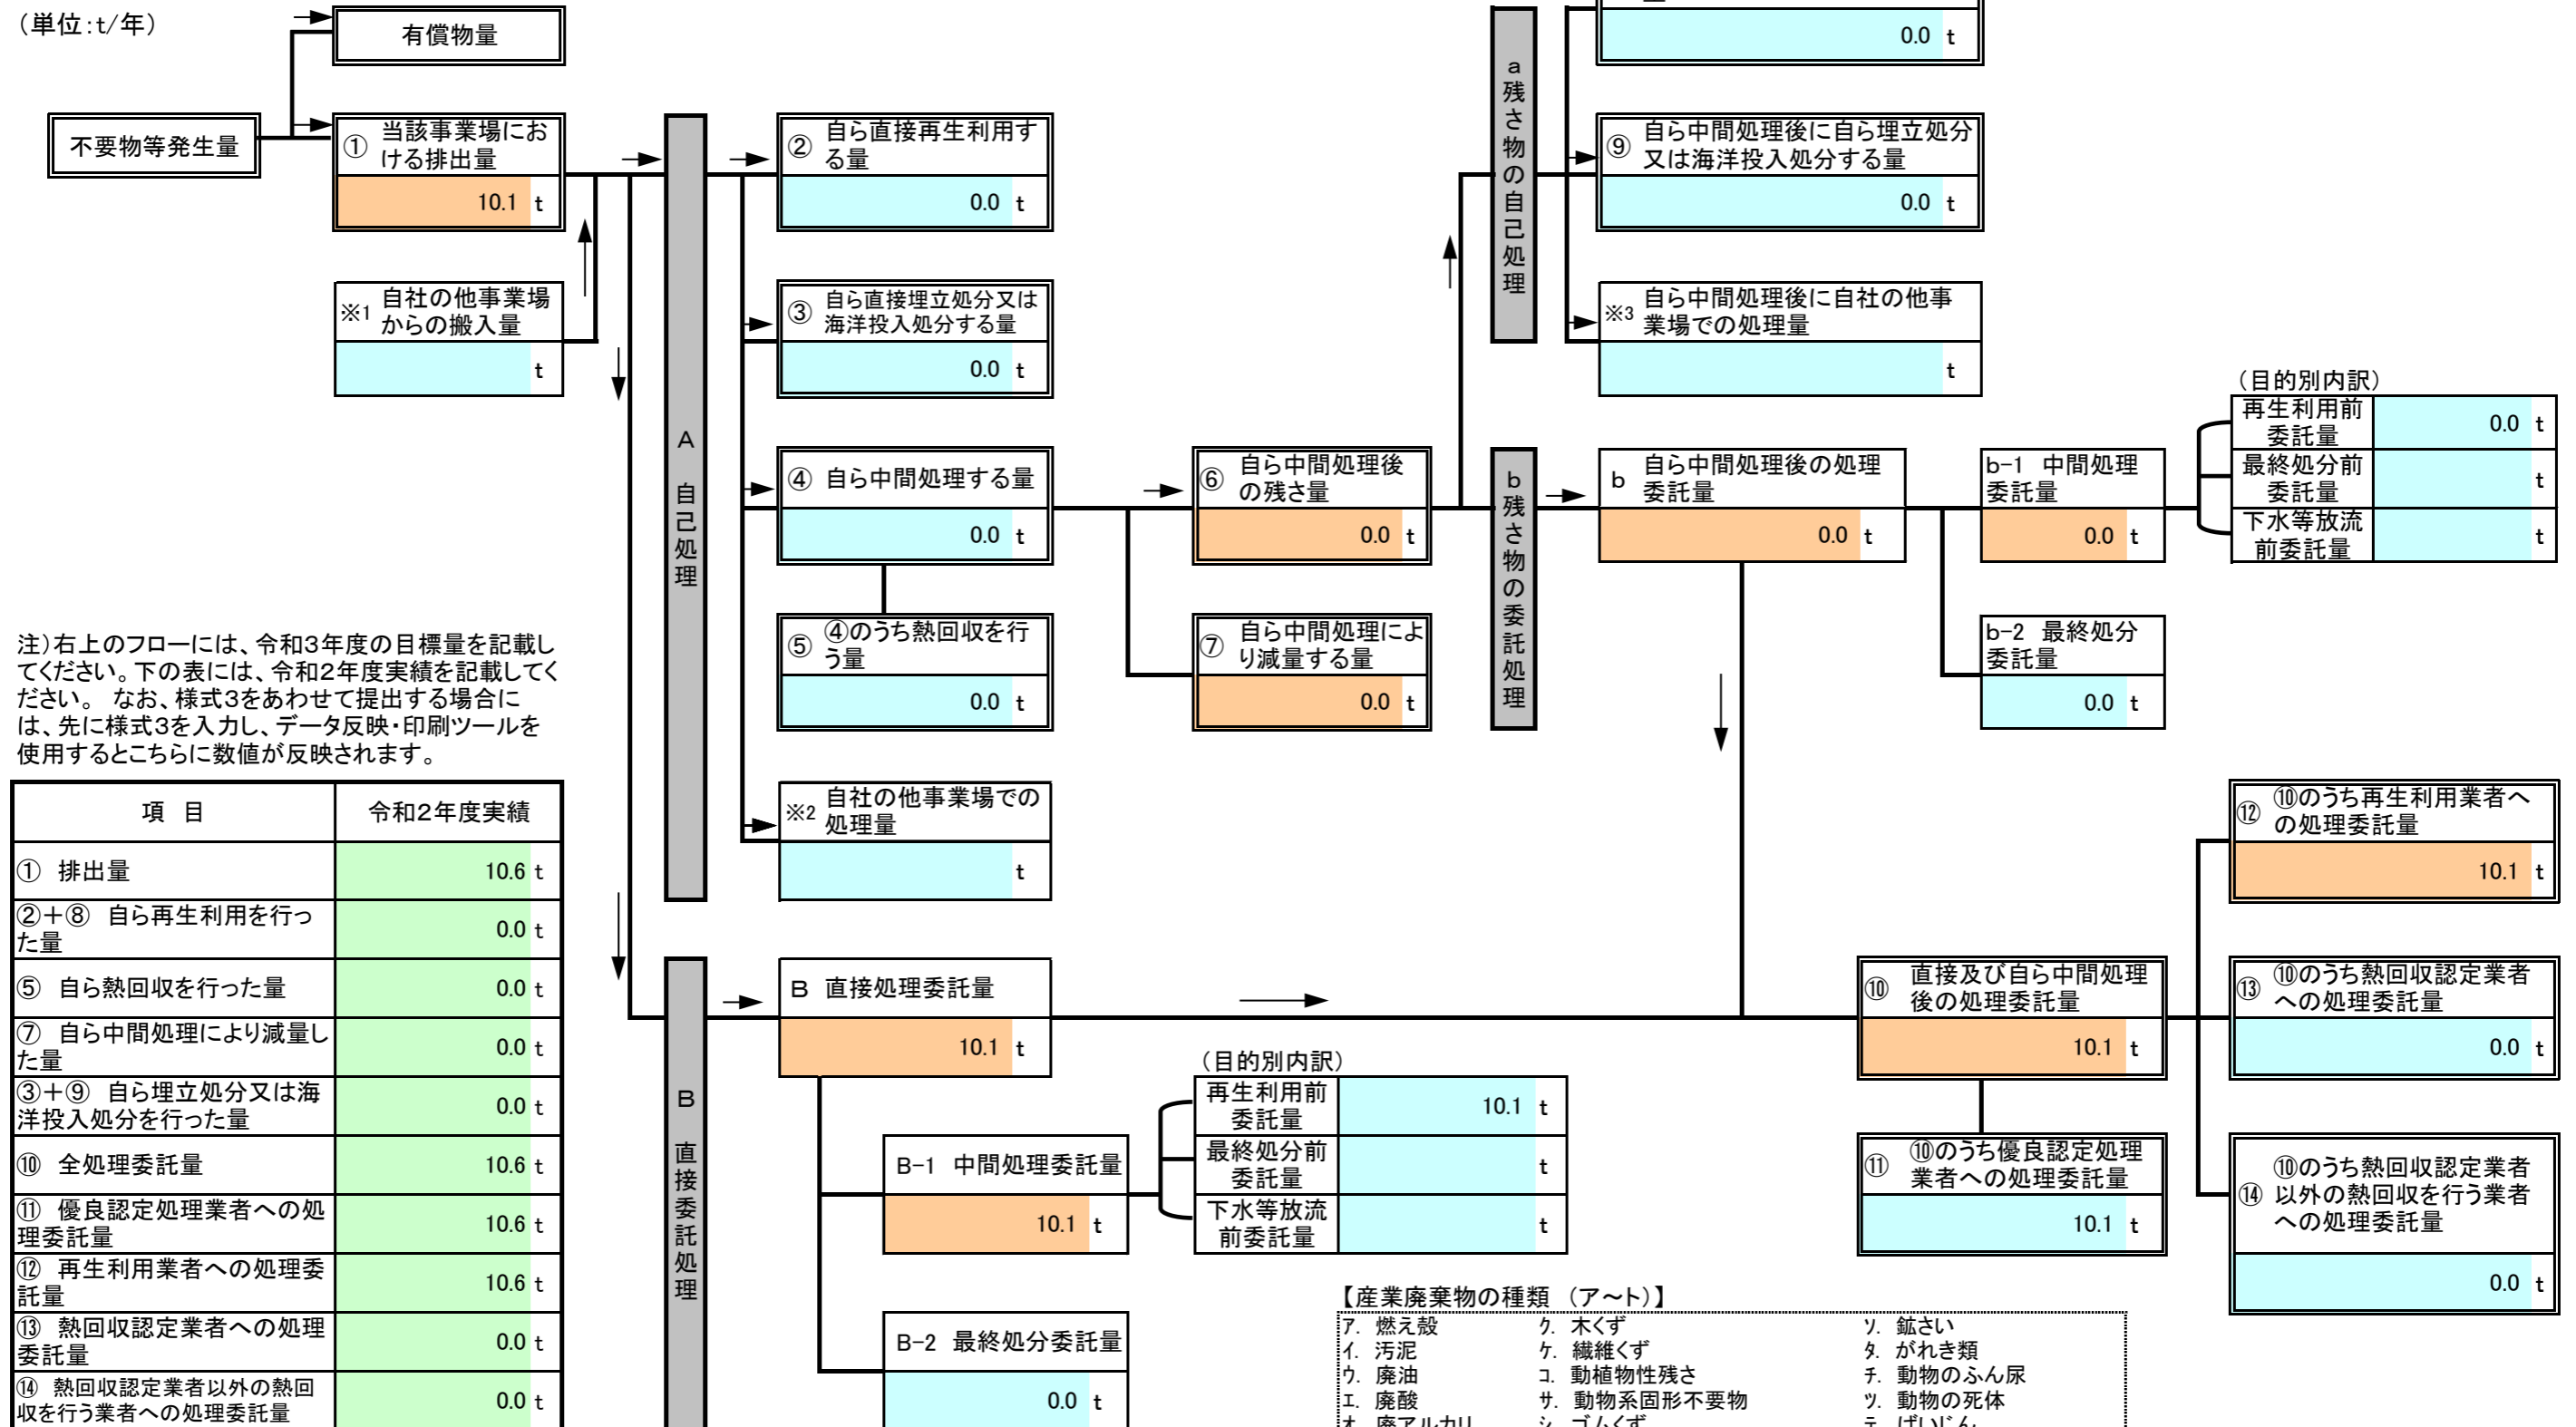 （単位：t/年）
有償物量
不要物等発生量
① 当該事業場にお
ける排出量
10.1 t
※1 自社の他事業場
からの搬入量
t
A 自己処理
② 自ら直接再生利用す
る量
0.0 t
③ 自ら直接埋立処分又は
海洋投入処分する量
0.0 t
④ 自ら中間処理する量
0.0 t
⑤ ④のうち熱回収を行
う量
0.0 t
※2 自社の他事業場での
処理量
t
⑥ 自ら中間処理後
の残さ量
0.0 t
⑦ 自ら中間処理によ
り減量する量
0.0 t
a 残さ物の自己処理
0.0 t
⑨ 自ら中間処理後に自ら埋立処分
又は海洋投入処分する量
0.0 t
※3 自ら中間処理後に自社の他事
業場での処理量
t
b 残さ物の委託処理
b 自ら中間処理後の処理
委託量
0.0 t
b-1 中間処理
委託量
0.0 t
b-2 最終処分
委託量
0.0 t
（目的別内訳）
再生利用前
委託量
0.0 t
最終処分前
委託量
t
下水等放流
前委託量
t
注）右上のフローには、令和3年度の目標量を記載し
てください。下の表には、令和2年度実績を記載してく
ださい。 なお、様式3をあわせて提出する場合に
は、先に様式3を入力し、データ反映・印刷ツールを
使用するとこちらに数値が反映されます。
項 目 令和2年度実績
① 排出量 10.6 t
②＋⑧ 自ら再生利用を行っ
た量
0.0 t
⑤ 自ら熱回収を行った量 0.0 t
⑦ 自ら中間処理により減量し
た量
0.0 t
③＋⑨ 自ら埋立処分又は海
洋投入処分を行った量
0.0 t
⑩ 全処理委託量 10.6 t
⑪ 優良認定処理業者への処
理委託量
10.6 t
⑫ 再生利用業者への処理委
託量
10.6 t
⑬ 熱回収認定業者への処理
委託量
0.0 t
⑭ 熱回収認定業者以外の熱回
収を行う業者への処理委託量
0.0 t
B 直接委託処理
B 直接処理委託量
10.1 t
B-1 中間処理委託量
10.1 t
B-2 最終処分委託量
0.0 t
（目的別内訳）
再生利用前
委託量
10.1 t
最終処分前
委託量
t
下水等放流
前委託量
t
⑩ 直接及び自ら中間処理
後の処理委託量
10.1 t
⑪ ⑩のうち優良認定処理
業者への処理委託量
10.1 t
⑫ ⑩のうち再生利用業者へ
の処理委託量
10.1 t
⑬ ⑩のうち熱回収認定業者
への処理委託量
0.0 t
⑭ ⑩のうち熱回収認定業者
以外の熱回収を行う業者
への処理委託量
0.0 t
【産業廃棄物の種類 （ア～ト）】
ｱ. 燃え殻 ｸ. 木くず ｿ. 鉱さい
ｲ. 汚泥 ｹ. 繊維くず ﾀ. がれき類
ｳ. 廃油 ｺ. 動植物性残さ ﾁ. 動物のふん尿
ｴ. 廃酸 ｻ. 動物系固形不要物 ﾂ. 動物の死体
ｵ. 廃アルカリ ｼ. ゴムくず ﾃ. ばいじん